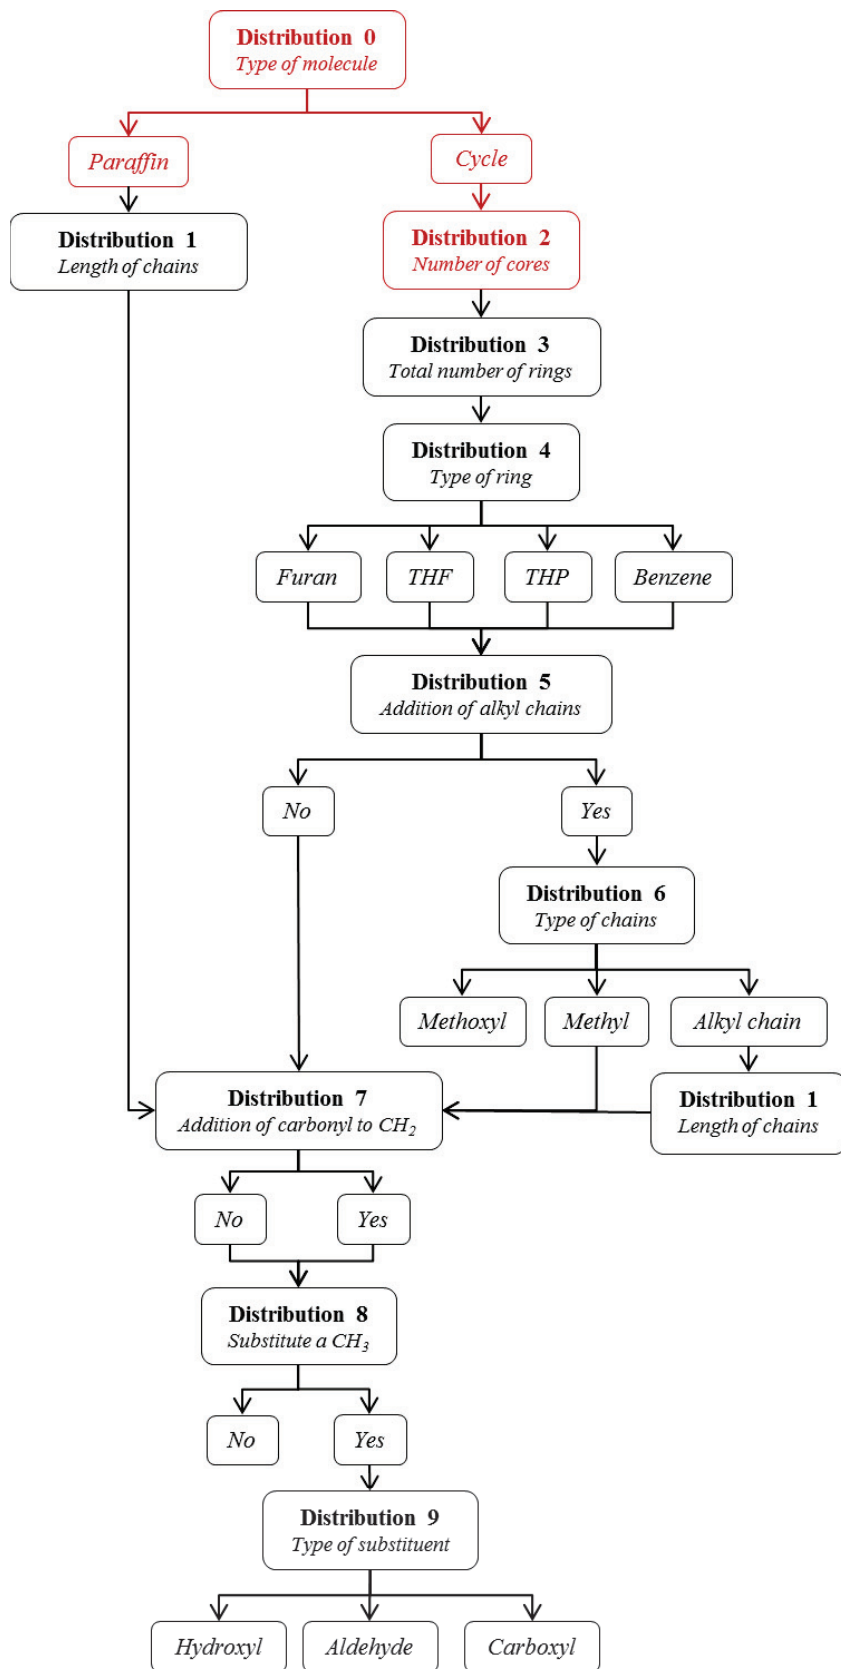 Distribution 0
Type of molecule
Paraffin
Cycle
Distribution 1
Length of chains
Distribution 2
Number of cores
Distribution 3
Total number of rings
Distribution 4
Type of ring
Furan
THF
THP
Benzene
Distribution 5
Addition of alkyl chains
No
Yes
Distribution 6
Type of chains
Methoxyl
Methyl
Alkyl chain
Distribution 7
Addition of carbonyl to CH₂
Distribution 1
Length of chains
No
Yes
Distribution 8
Substitute a CH₃
No
Yes
Distribution 9
Type of substituent
Hydroxyl
Aldehyde
Carboxyl